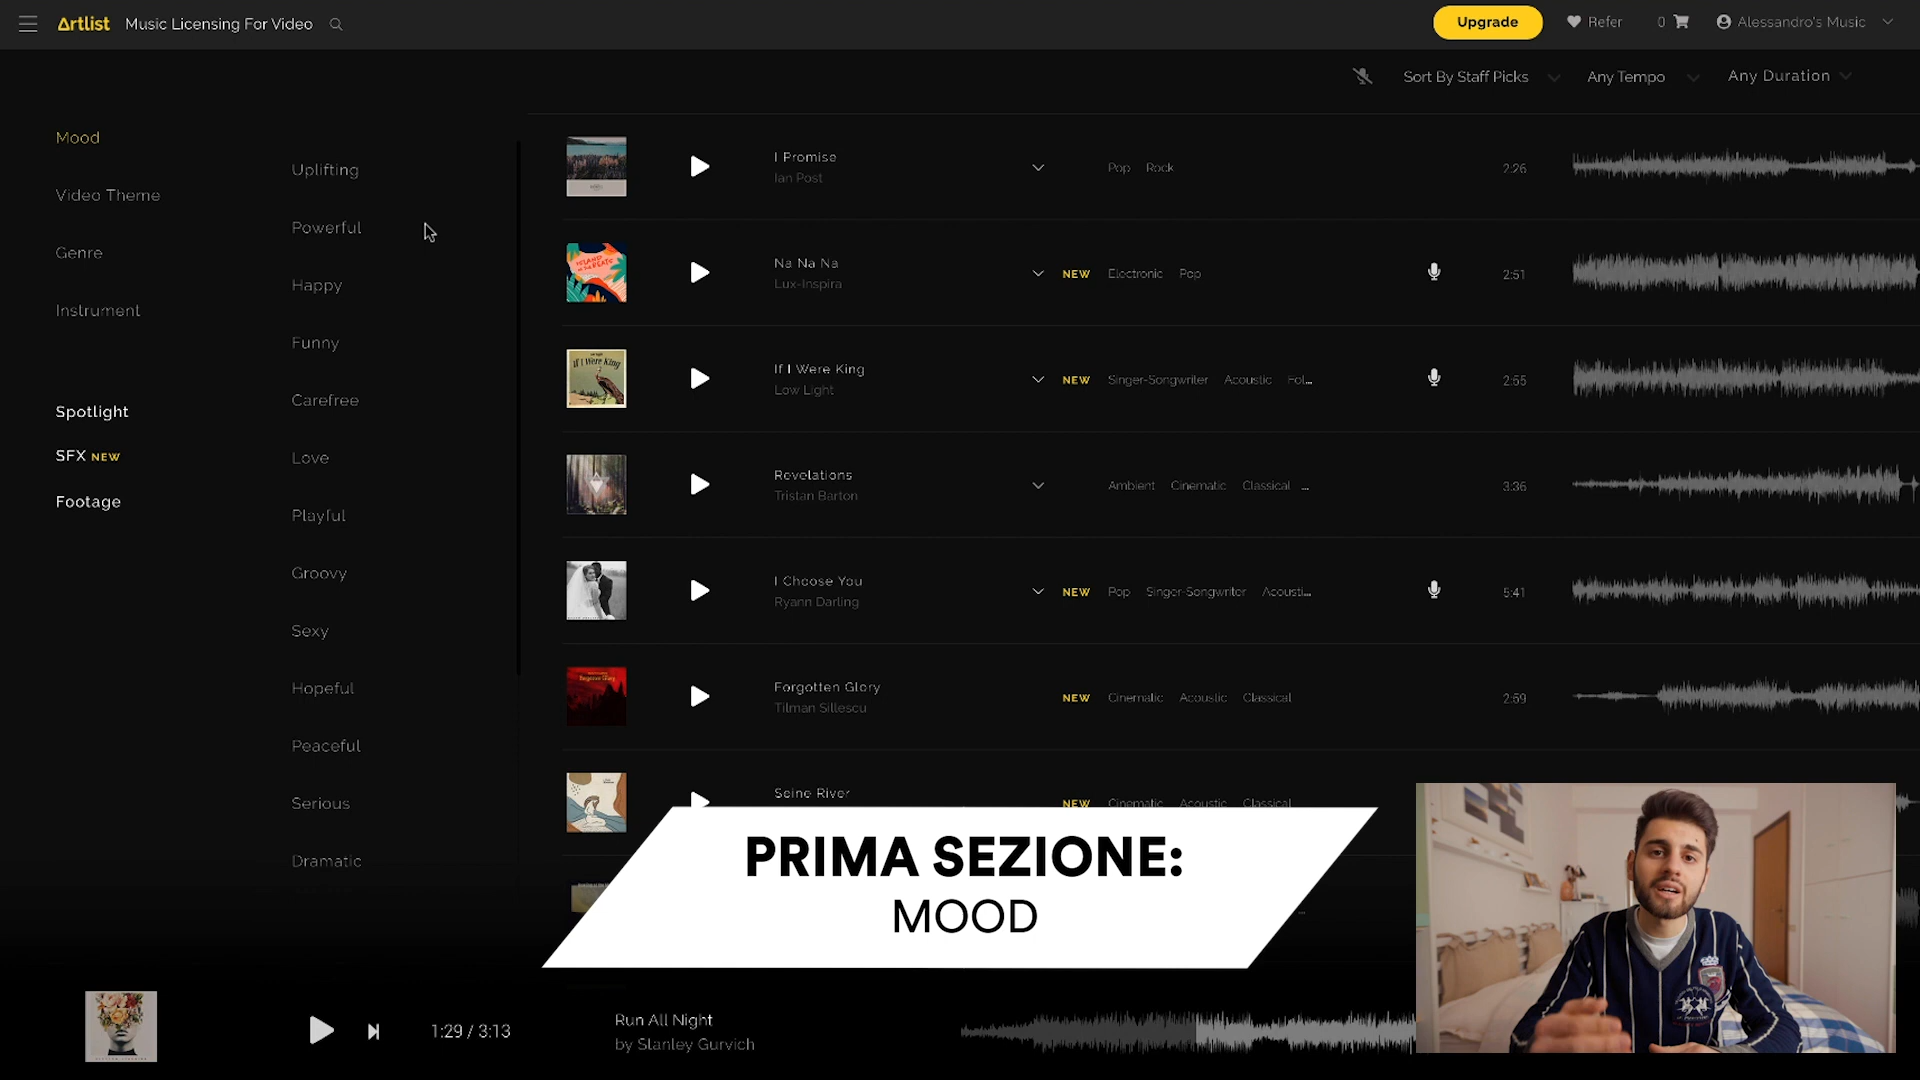 Artlist Music Licensing For Video
Upgrade Refer 0 Alessandro's Music
Sort By Staff Picks Any Tempo Any Duration
Mood
Video Theme
Genre
Instrument
Spotlight
SFX NEW
Footage
Uplifting
Powerful
Happy
Funny
Carefree
Love
Playful
Groovy
Sexy
Hopeful
Peaceful
Serious
Dramatic
I Promise
Ian Post
Pop Rock
2:26
Na Na Na
Lux-Inspira
NEW Electronic Pop
2:51
If I Were King
If I Were King
Low Light
NEW Singer-Songwriter Acoustic Fol...
2:55
Revelations
Tristan Barton
Ambient Cinematic Classical ...
3:36
I Choose You
Ryann Darling
NEW Pop Singer-Songwriter Acousti...
5:41
Forgotten Glory
Tilman Sillescu
NEW Cinematic Acoustic Classical
2:59
Seine River
NEW Cinematic Acoustic Classical
PRIMA SEZIONE:
MOOD
1:29 / 3:13
Run All Night
by Stanley Gurvich